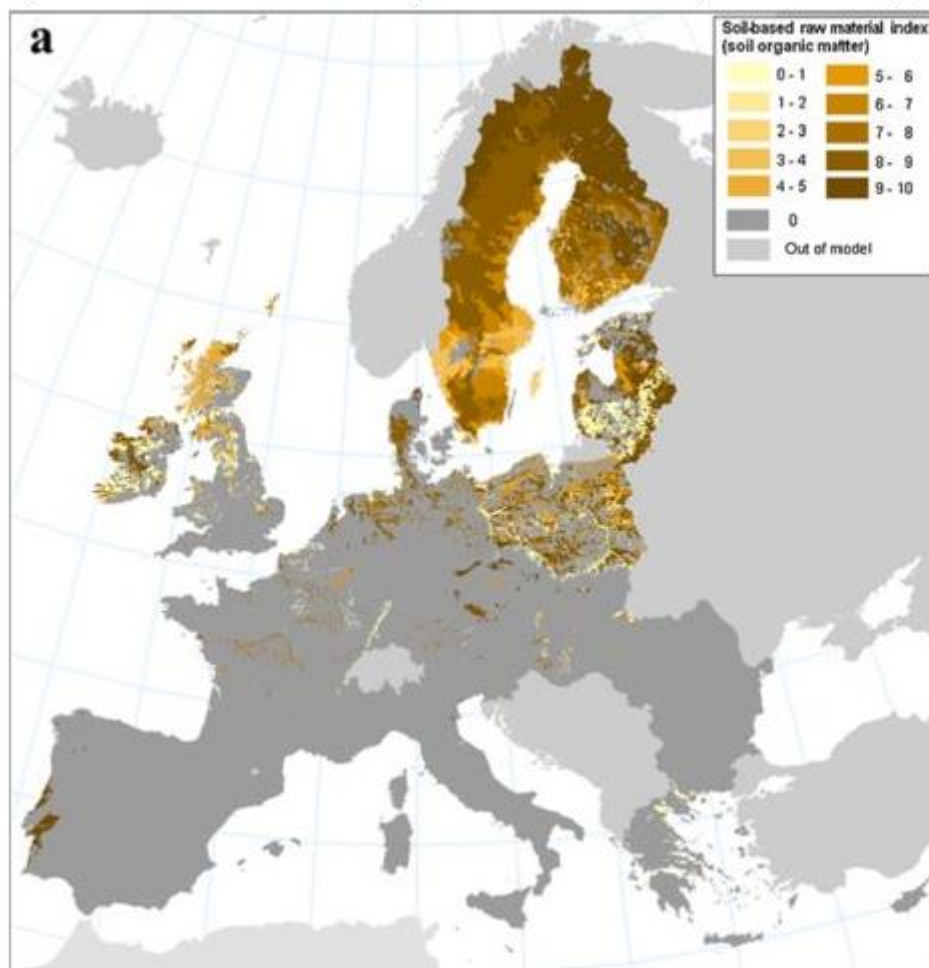 a
Soil-based raw material index
(soil organic matter)
0 - 1
1 - 2
2 - 3
3 - 4
4 - 5
5 - 6
6 - 7
7 - 8
8 - 9
9 - 10
0
Out of model